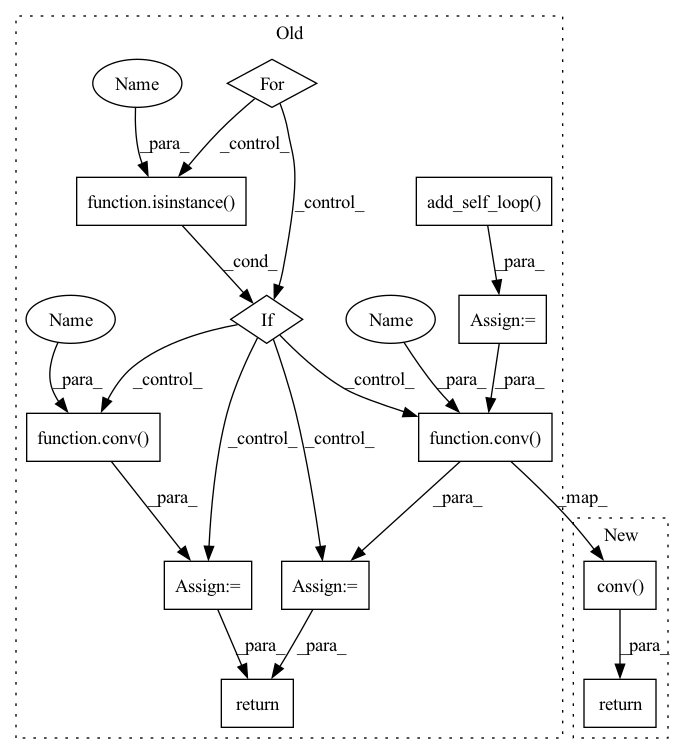 Old
Name
For
_para_
_control_
function.isinstance()
add_self_loop()
_control_
_cond_
_para_
Name
If
Name
Assign:=
_para_
_control_
_control_
_para_
_para_
function.conv()
function.conv()
_control_
_control_
_para_
_para_
_map_
New
Assign:=
Assign:=
conv()
_para_
_para_
_para_
return
return